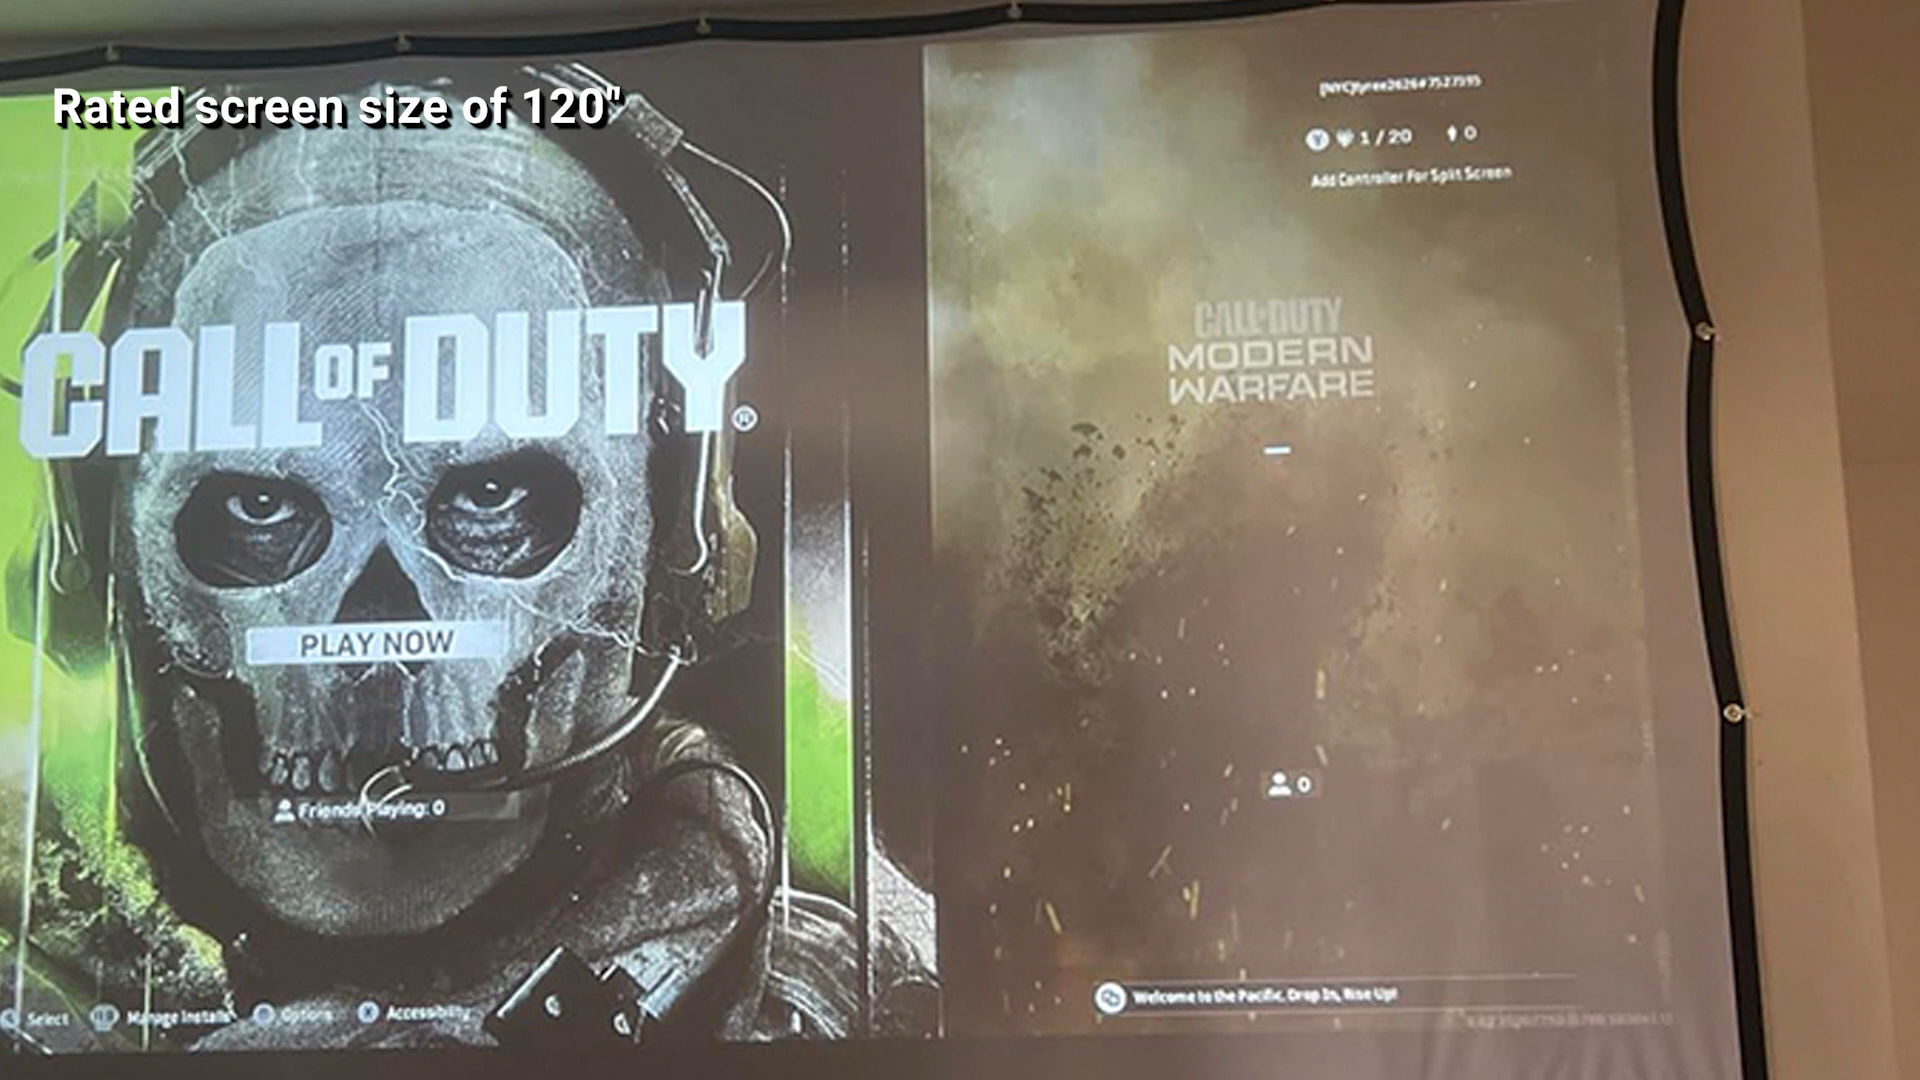 Rated screen size of 120"
1 / 20
0
Add Controller For Split Screen
CALL OF DUTY®
CALL OF DUTY
MODERN
WARFARE
PLAY NOW
Friends Playing: 0
0
Select
Manage Installs
Options
Accessibility
Welcome to the Pacific. Drop In, Rise Up!